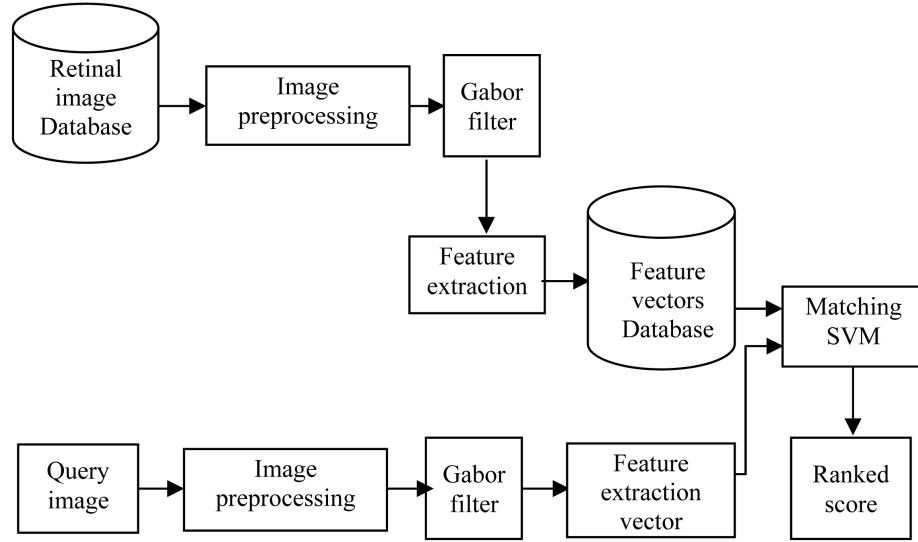 Retinal
image
Database
Image
preprocessing
Gabor
filter
Feature
extraction
Feature
vectors
Database
Matching
SVM
Query
image
Image
preprocessing
Gabor
filter
Feature
extraction
vector
Ranked
score